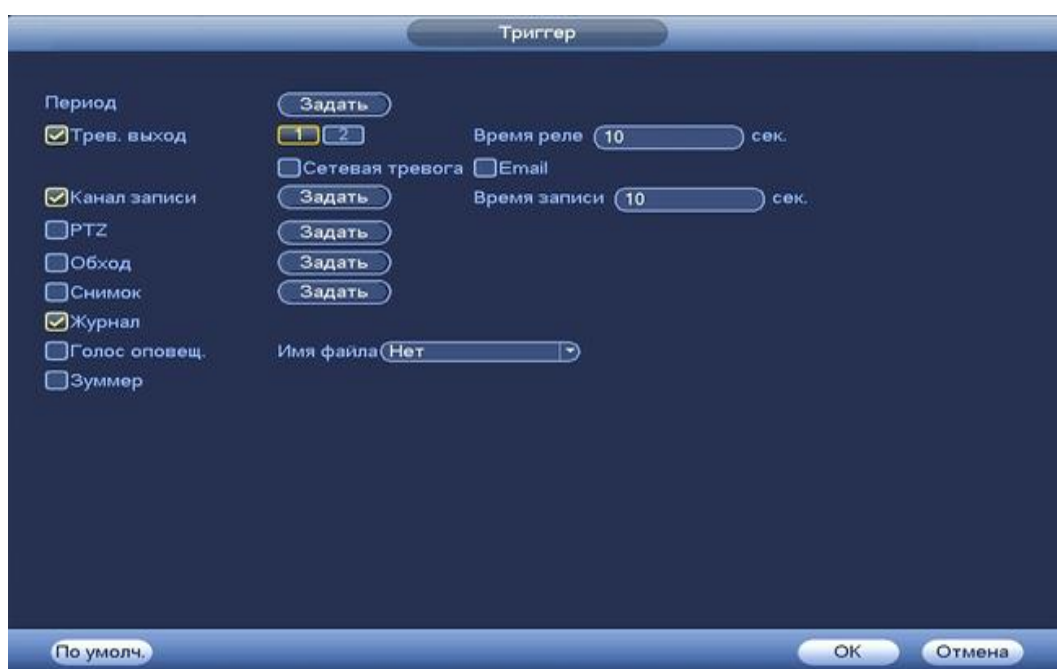 Триггер
Период Задать
Трев. выход 1 2 Время реле 10 сек.
Сетевая тревога Email
Канал записи Задать Время записи 10 сек.
PTZ Задать
Обход Задать
Снимок Задать
Журнал
Голос оповещ. Имя файла Нет
Зуммер
По умолч. OK Отмена